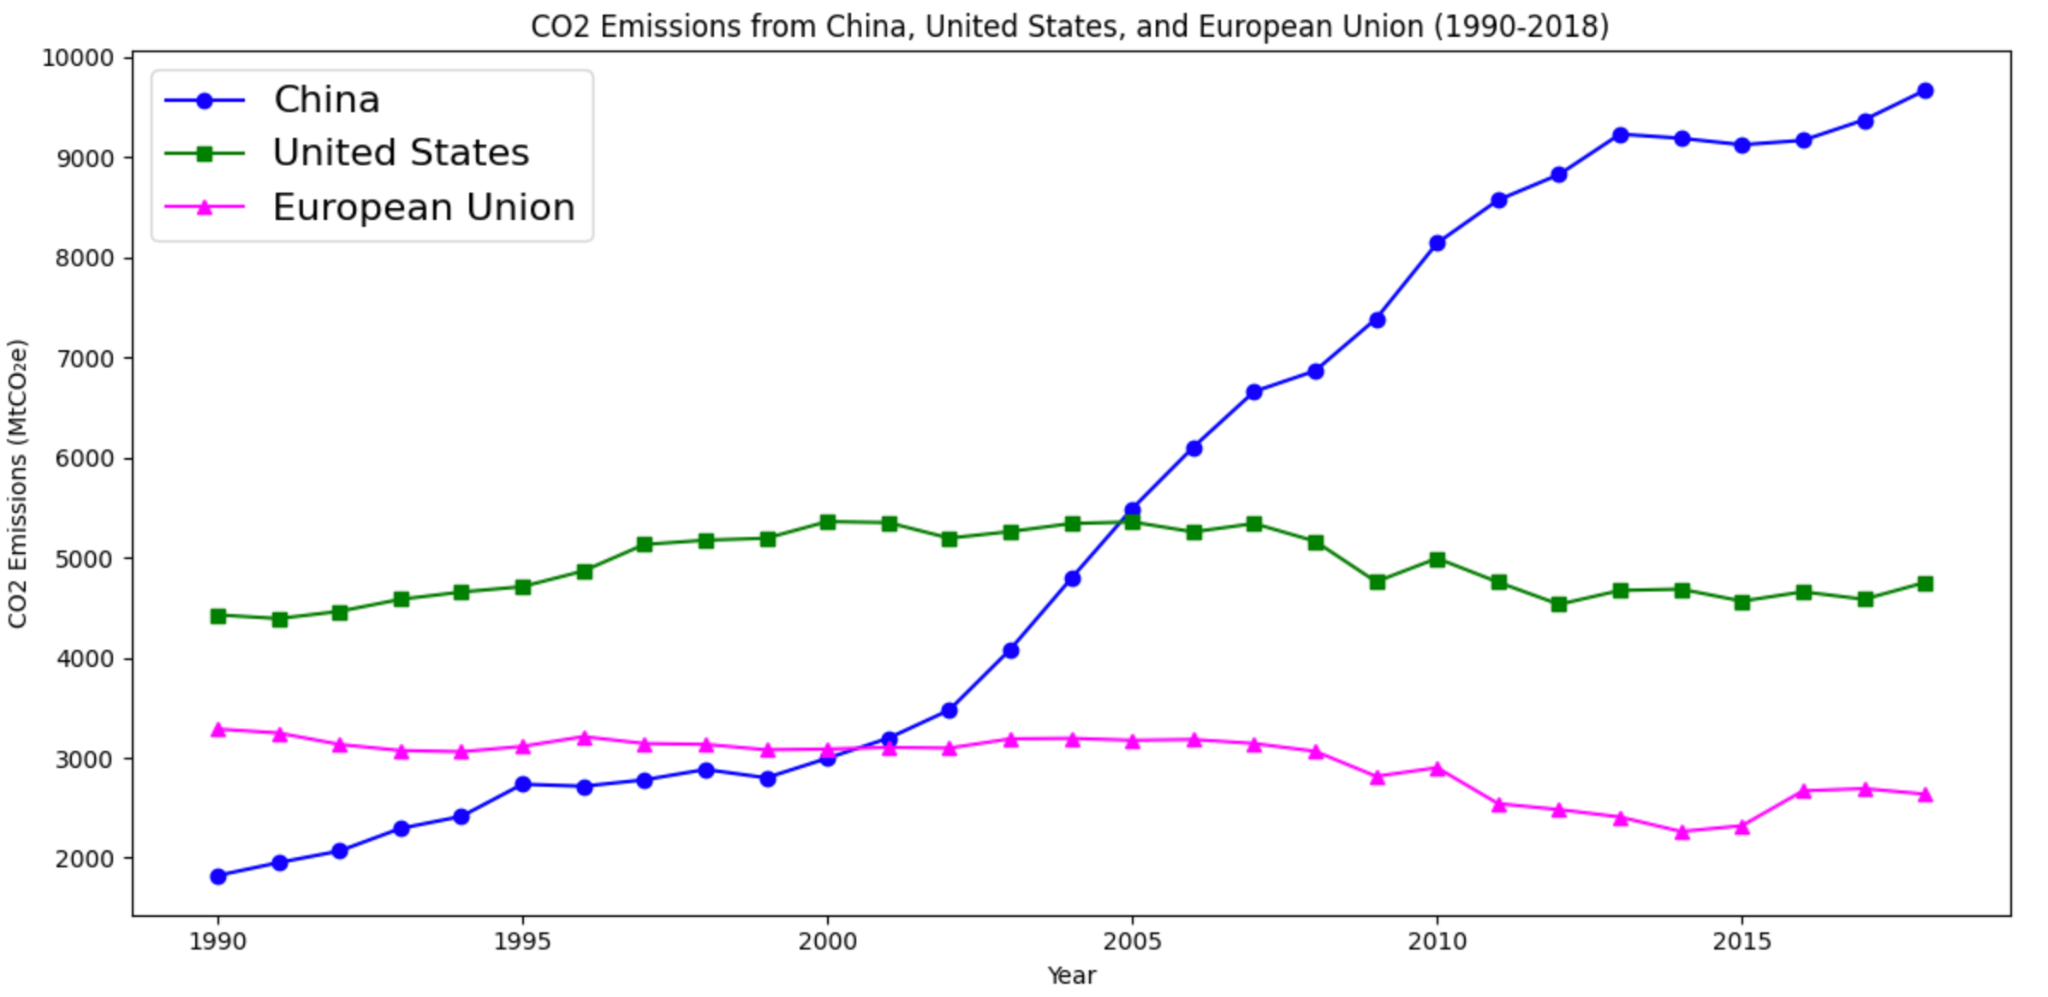 CO2 Emissions from China, United States, and European Union (1990-2018)
China
United States
European Union
CO2 Emissions (MtCO₂e)
10000
9000
8000
7000
6000
5000
4000
3000
2000
1990 1995 2000 2005 2010 2015
Year